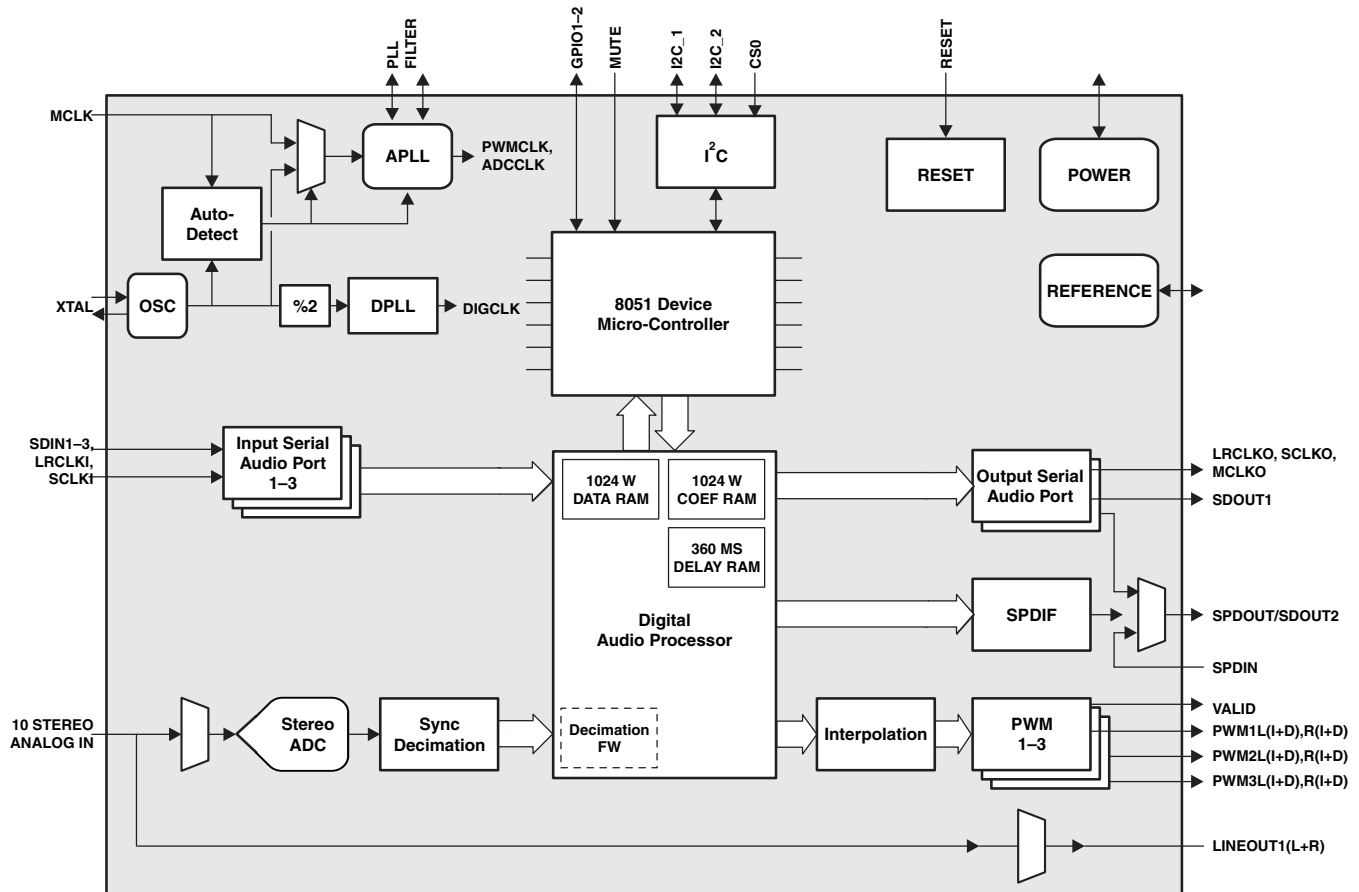 PLL
FILTER
GPIO1–2
MUTE
I2C_1
I2C_2
CS0
RESET
MCLK
APLL
PWMCLK,
ADCCLK
I2C
RESET
POWER
Auto-
Detect
XTAL
OSC
%2
DPLL
DIGCLK
8051 Device
Micro-Controller
REFERENCE
SDIN1–3,
LRCLKI,
SCLKI
Input Serial
Audio Port
1–3
1024 W
DATA RAM
1024 W
COEF RAM
360 MS
DELAY RAM
Digital
Audio Processor
Output Serial
Audio Port
LRCLKO, SCLKO,
MCLKO
SDOUT1
SPDIF
SPDOUT/SDOUT2
SPDIN
10 STEREO
ANALOG IN
Stereo
ADC
Sync
Decimation
Decimation
FW
Interpolation
PWM
1–3
VALID
PWM1L(I+D),R(I+D)
PWM2L(I+D),R(I+D)
PWM3L(I+D),R(I+D)
LINEOUT1(L+R)